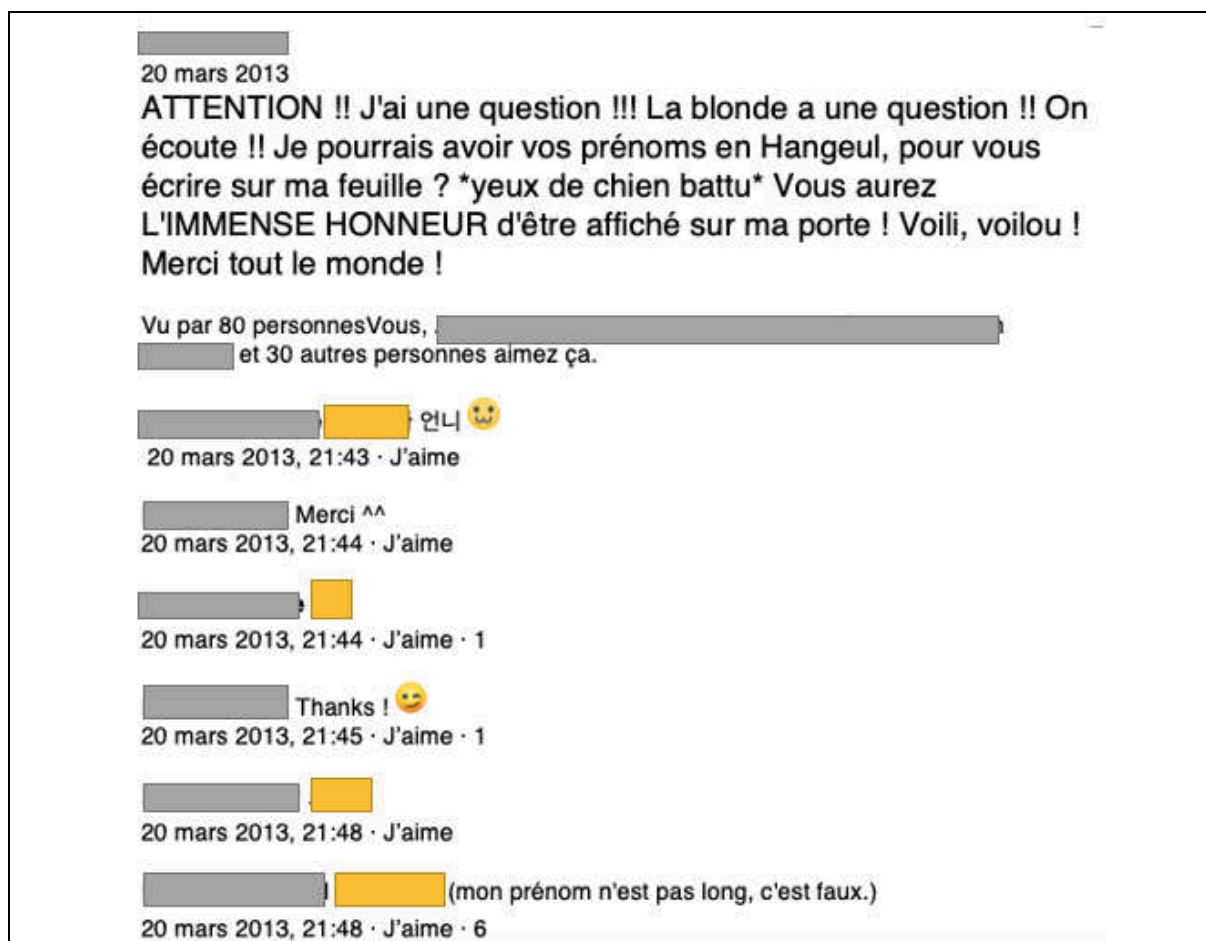 20 mars 2013
ATTENTION !! J'ai une question !!! La blonde a une question !! On
écoute !! Je pourrais avoir vos prénoms en Hangeul, pour vous
écrire sur ma feuille ? *yeux de chien battu* Vous aurez
L'IMMENSE HONNEUR d'être affiché sur ma porte ! Voili, voilou !
Merci tout le monde !
Vu par 80 personnesVous,
et 30 autres personnes aimez ça.
언니
20 mars 2013, 21:43 · J'aime
Merci ^^
20 mars 2013, 21:44 · J'aime
20 mars 2013, 21:44 · J'aime · 1
Thanks !
20 mars 2013, 21:45 · J'aime · 1
20 mars 2013, 21:48 · J'aime
(mon prénom n'est pas long, c'est faux.)
20 mars 2013, 21:48 · J'aime · 6